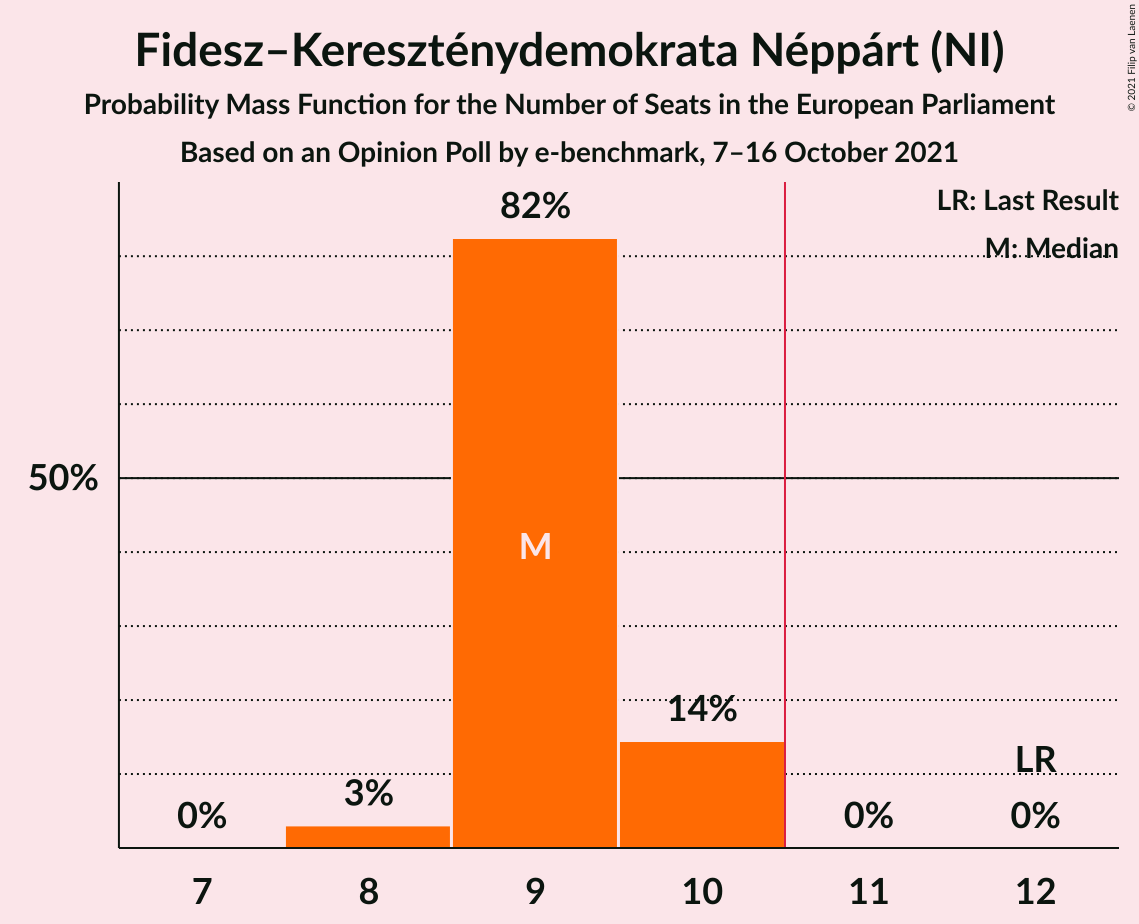 Fidesz–Kereszténydemokrata Néppárt (NI)
Probability Mass Function for the Number of Seats in the European Parliament
Based on an Opinion Poll by e-benchmark, 7–16 October 2021
© 2021 Filip van Laenen
LR: Last Result
M: Median
82%
50%
M
14%
LR
3%
0%
0%
0%
7 8 9 10 11 12